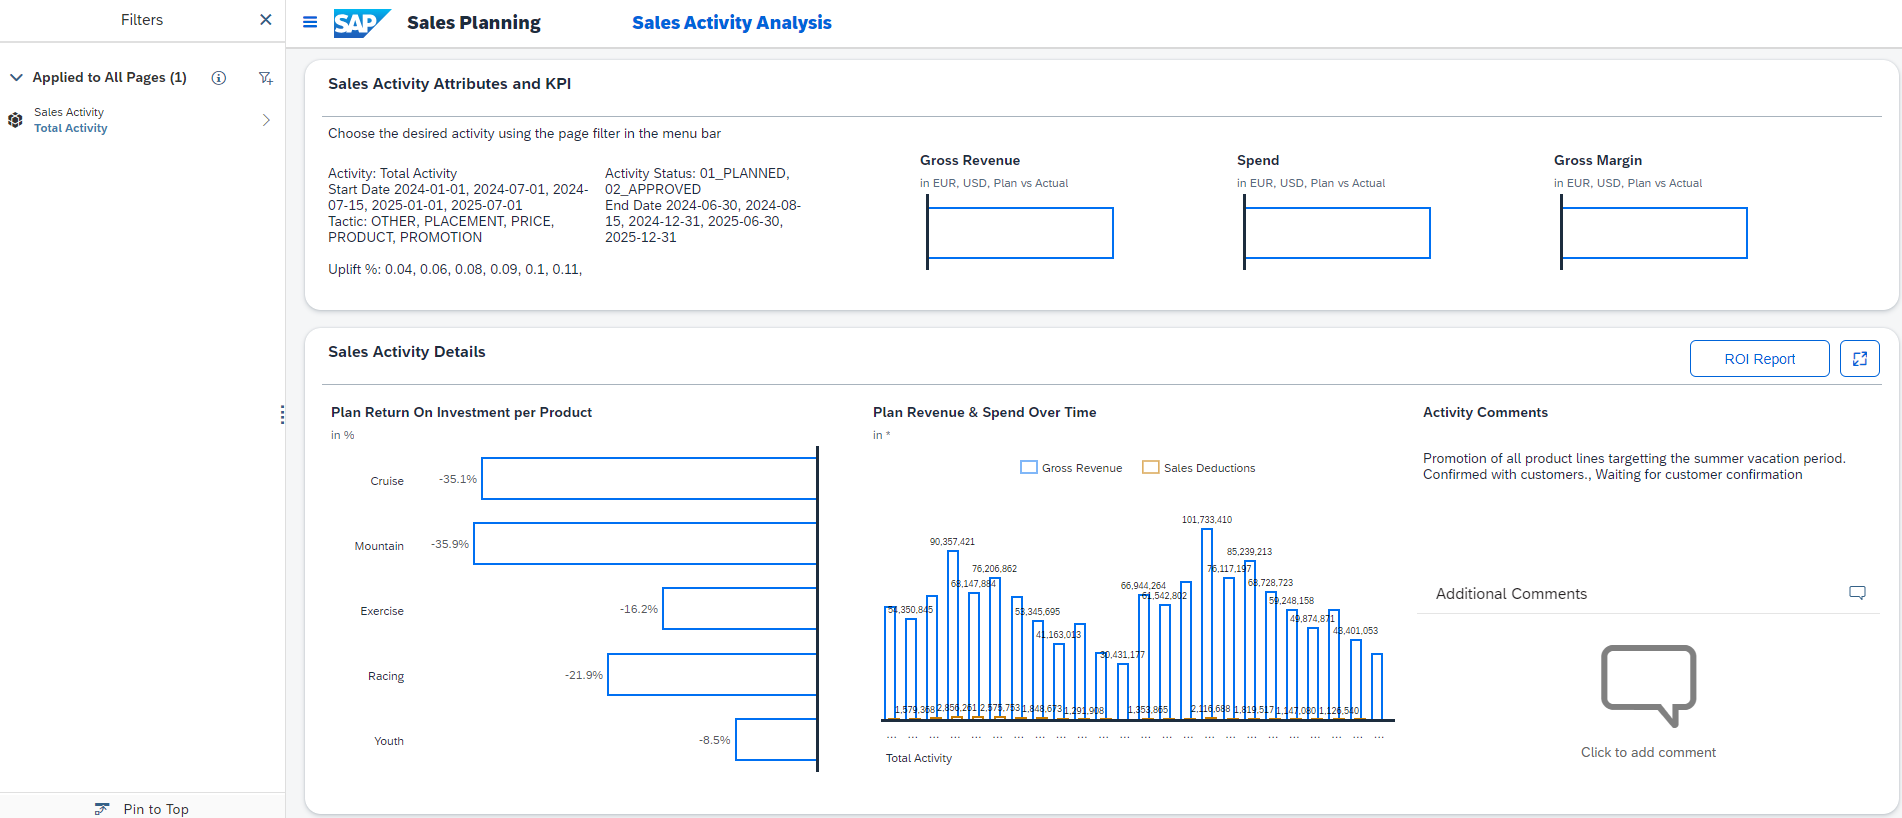 Filters
Applied to All Pages (1)
Sales Activity
Total Activity
Pin to Top
SAP
Sales Planning
Sales Activity Analysis
Sales Activity Attributes and KPI
Choose the desired activity using the page filter in the menu bar
Activity: Total Activity
Start Date 2024-01-01, 2024-07-01, 2024-
07-15, 2025-01-01, 2025-07-01
Tactic: OTHER, PLACEMENT, PRICE,
PRODUCT, PROMOTION
Uplift %: 0.04, 0.06, 0.08, 0.09, 0.1, 0.11,
Activity Status: 01_PLANNED,
02_APPROVED
End Date 2024-06-30, 2024-08-
15, 2024-12-31, 2025-06-30,
2025-12-31
Gross Revenue
in EUR, USD, Plan vs Actual
Spend
in EUR, USD, Plan vs Actual
Gross Margin
in EUR, USD, Plan vs Actual
Sales Activity Details
ROI Report
Plan Return On Investment per Product
in %
Cruise -35.1%
Mountain -35.9%
Exercise -16.2%
Racing -21.9%
Youth -8.5%
Plan Revenue & Spend Over Time
in *
Gross Revenue Sales Deductions
101,733,410
90,357,421
85,239,213
76,206,862
76,117,197
68,147,884
66,944,264
68,728,723
61,542,802
59,248,158
54,350,845
53,345,695
49,874,871
41,163,013
43,401,053
30,431,177
1,579,368 2,856,261 2,575,753 1,848,673 1,291,908 1,353,865 2,116,688 1,819,517 1,147,080 1,126,540
... ... ... ... ... ... ... ... ... ... ... ... ... ... ... ... ... ... ... ... ... ... ... ...
Total Activity
Activity Comments
Promotion of all product lines targetting the summer vacation period.
Confirmed with customers., Waiting for customer confirmation
Additional Comments
Click to add comment